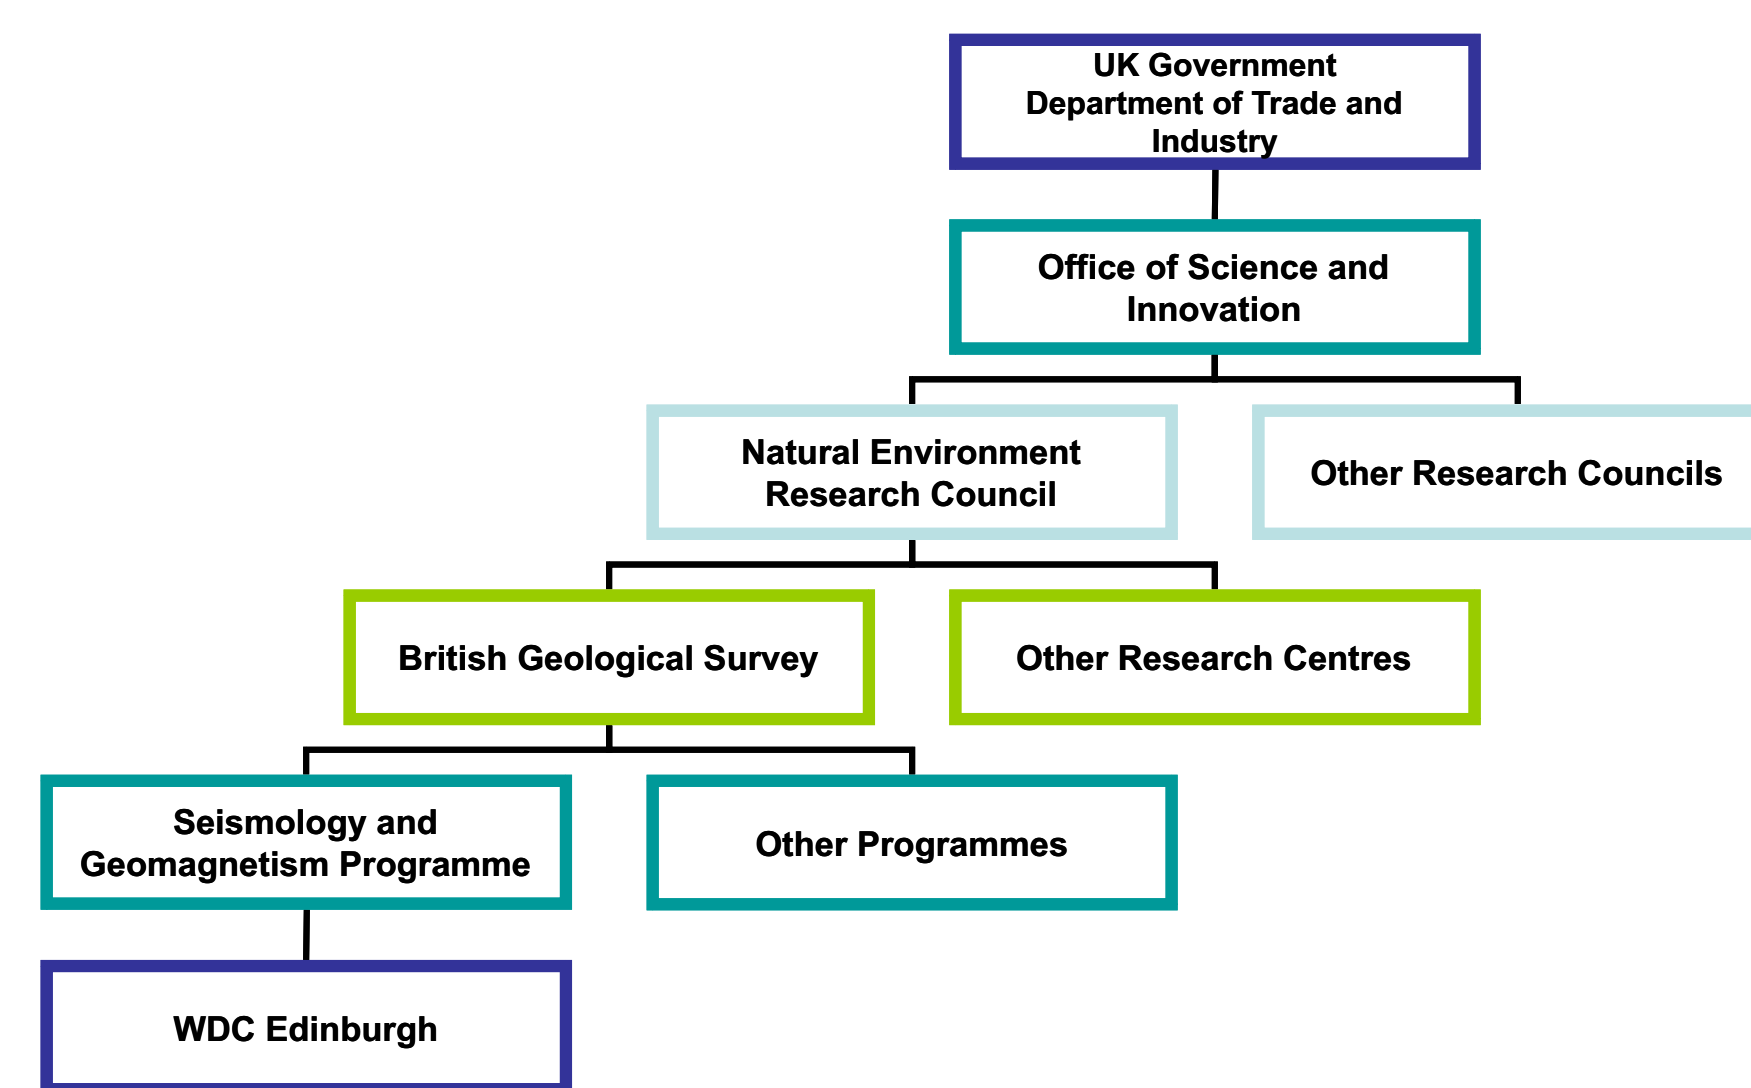 UK Government
Department of Trade and
Industry
Office of Science and
Innovation
Natural Environment
Research Council
Other Research Councils
British Geological Survey
Other Research Centres
Seismology and
Geomagnetism Programme
Other Programmes
WDC Edinburgh